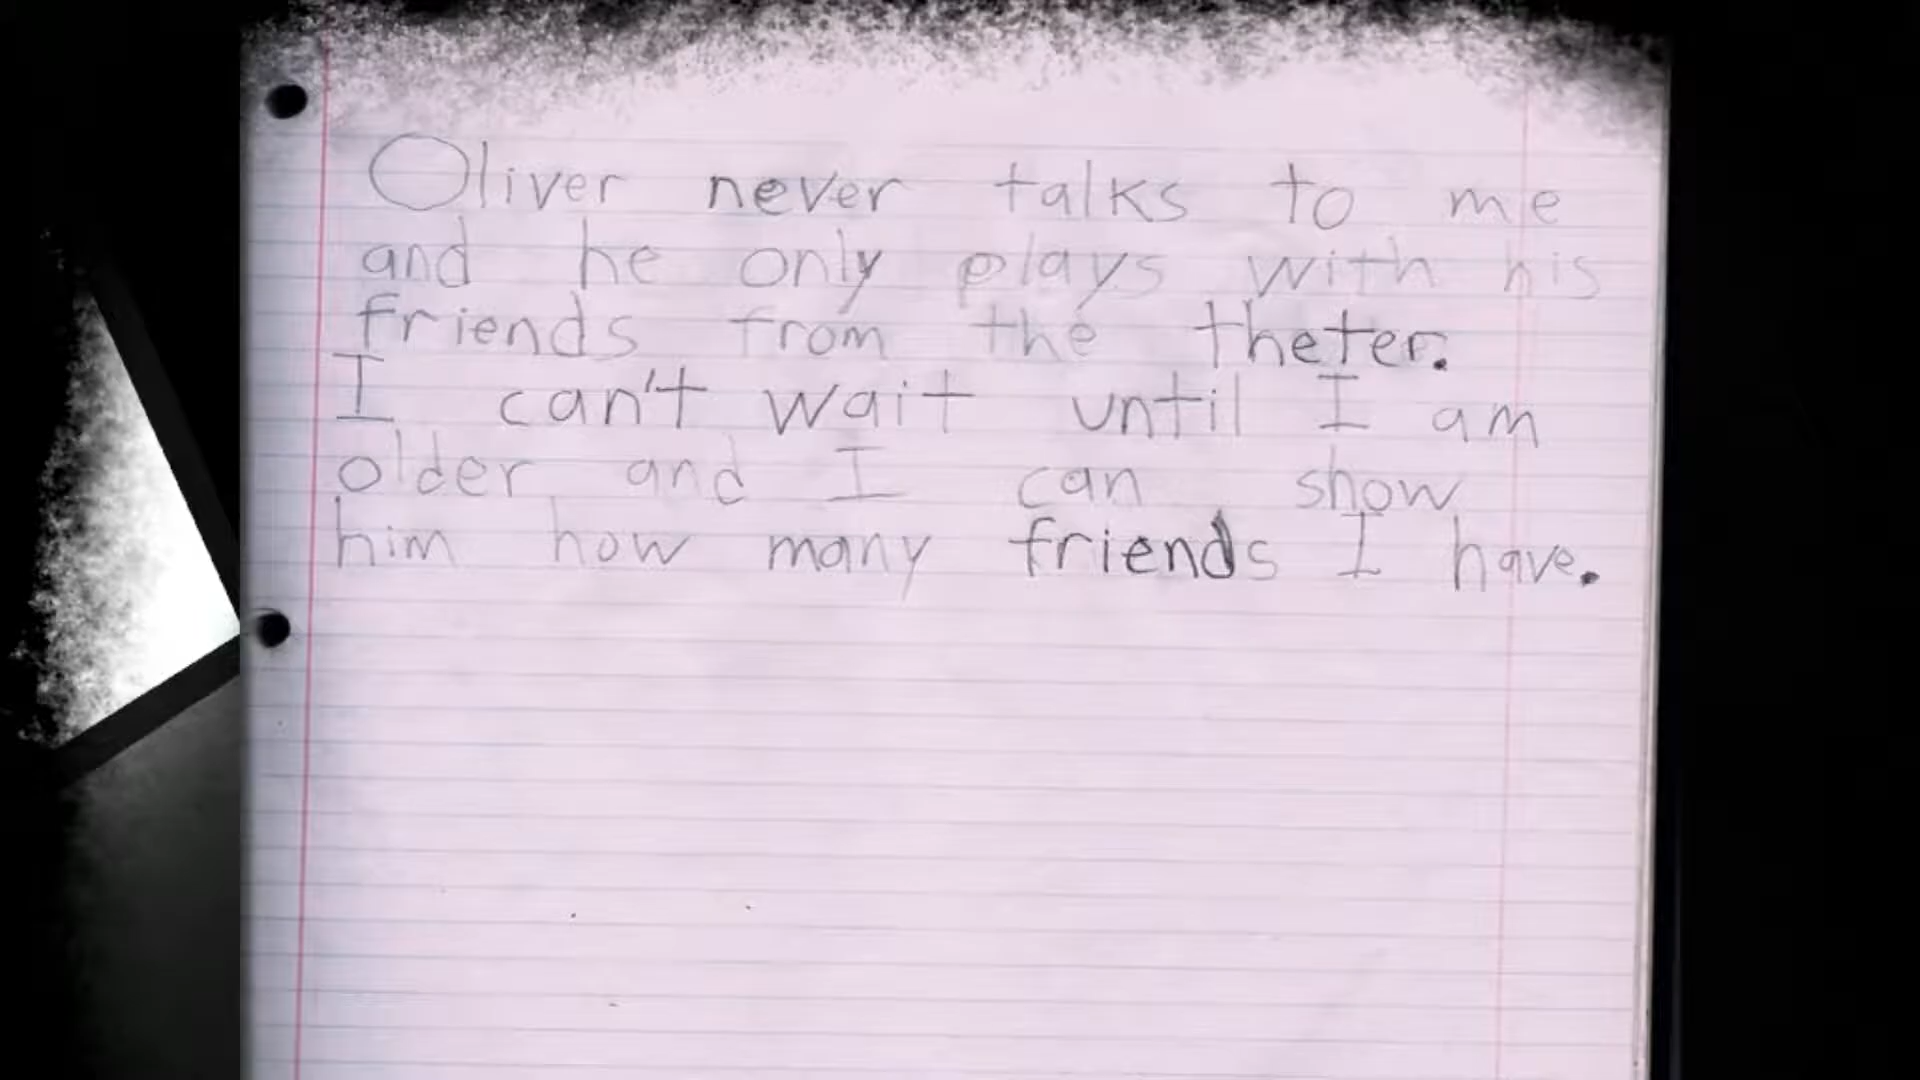 Oliver never talks to me
and he only plays with his
friends from the theter.
I can't wait until I am
older and I can show
him how many friends I have.